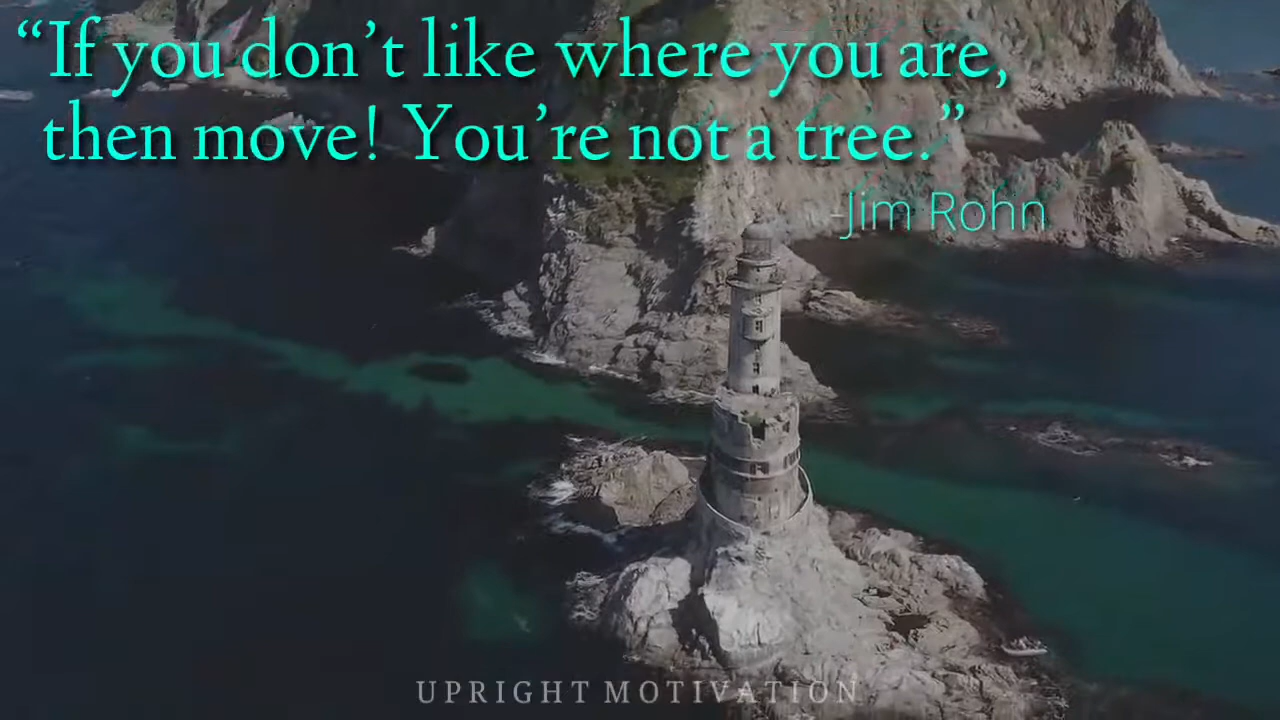 “If you don’t like where you are,
then move! You’re not a tree.”
-Jim Rohn
UPRIGHT MOTIVATION